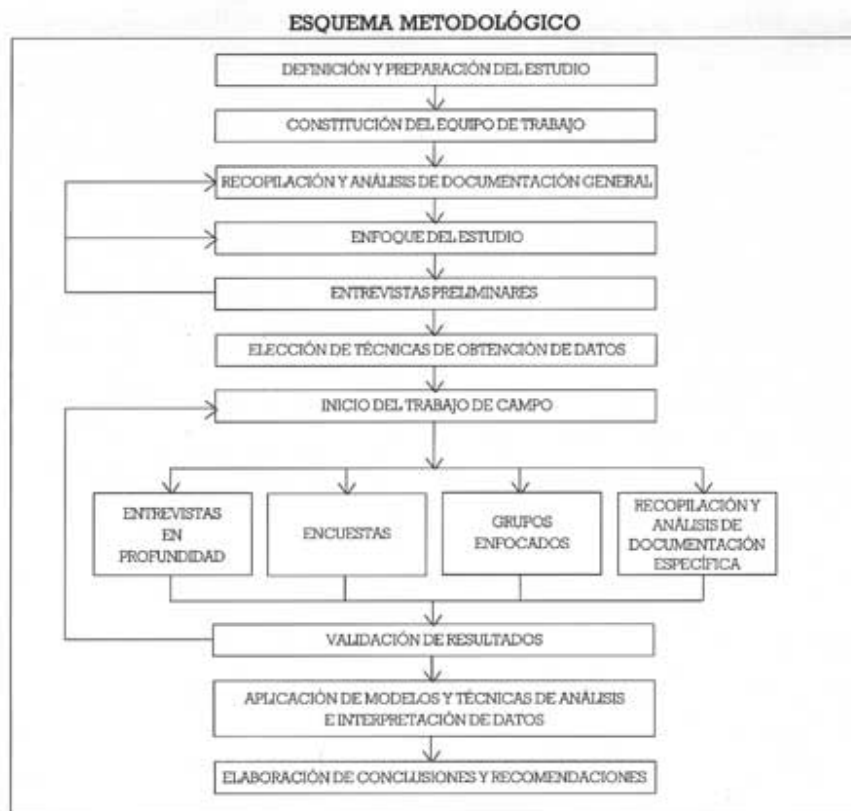 ESQUEMA METODOLÓGICO
DEFINICIÓN Y PREPARACIÓN DEL ESTUDIO
CONSTITUCIÓN DEL EQUIPO DE TRABAJO
RECOPILACIÓN Y ANÁLISIS DE DOCUMENTACIÓN GENERAL
ENFOQUE DEL ESTUDIO
ENTREVISTAS PRELIMINARES
ELECCIÓN DE TÉCNICAS DE OBTENCIÓN DE DATOS
INICIO DEL TRABAJO DE CAMPO
ENTREVISTAS
EN
PROFUNDIDAD
ENCUESTAS
GRUPOS
ENFOCADOS
RECOPILACIÓN Y
ANÁLISIS DE
DOCUMENTACIÓN
ESPECÍFICA
VALIDACIÓN DE RESULTADOS
APLICACIÓN DE MODELOS Y TÉCNICAS DE ANÁLISIS
E INTERPRETACIÓN DE DATOS
ELABORACIÓN DE CONCLUSIONES Y RECOMENDACIONES